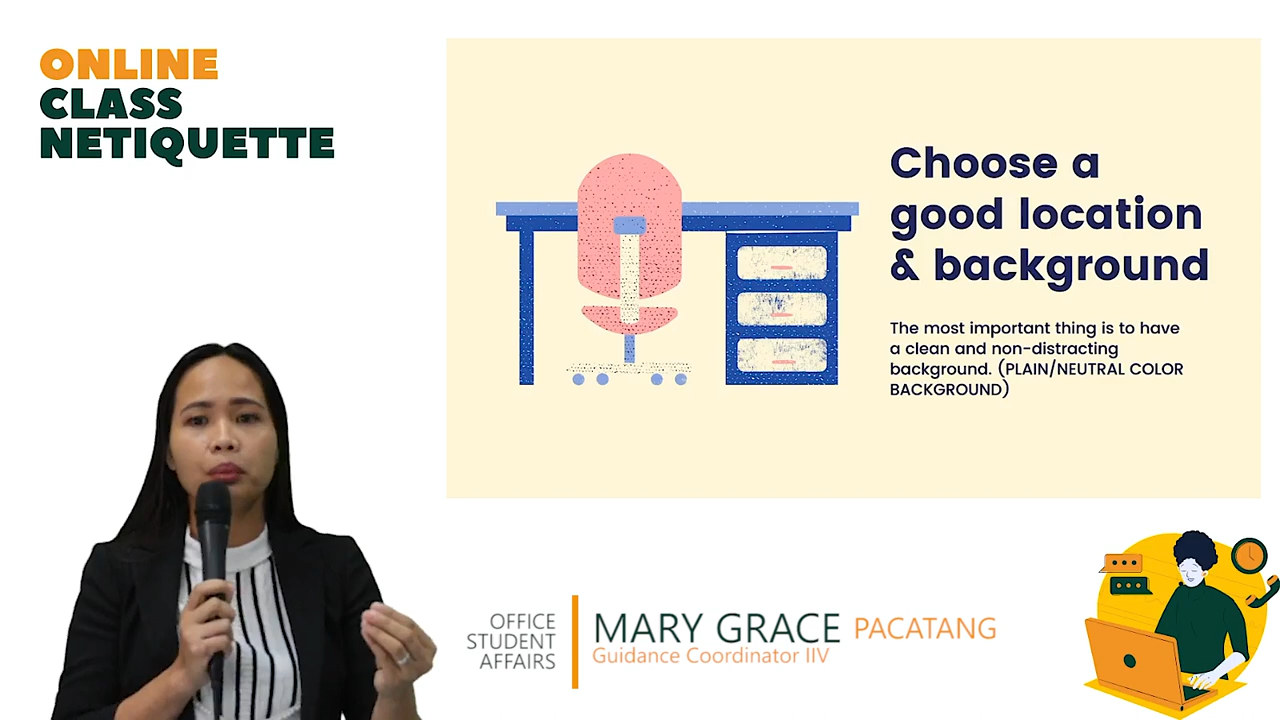 ONLINE
CLASS
NETIQUETTE
Choose a
good location
& background
The most important thing is to have
a clean and non-distracting
background. (PLAIN/NEUTRAL COLOR
BACKGROUND)
OFFICE
STUDENT
AFFAIRS
MARY GRACE PACATANG
Guidance Coordinator IIV